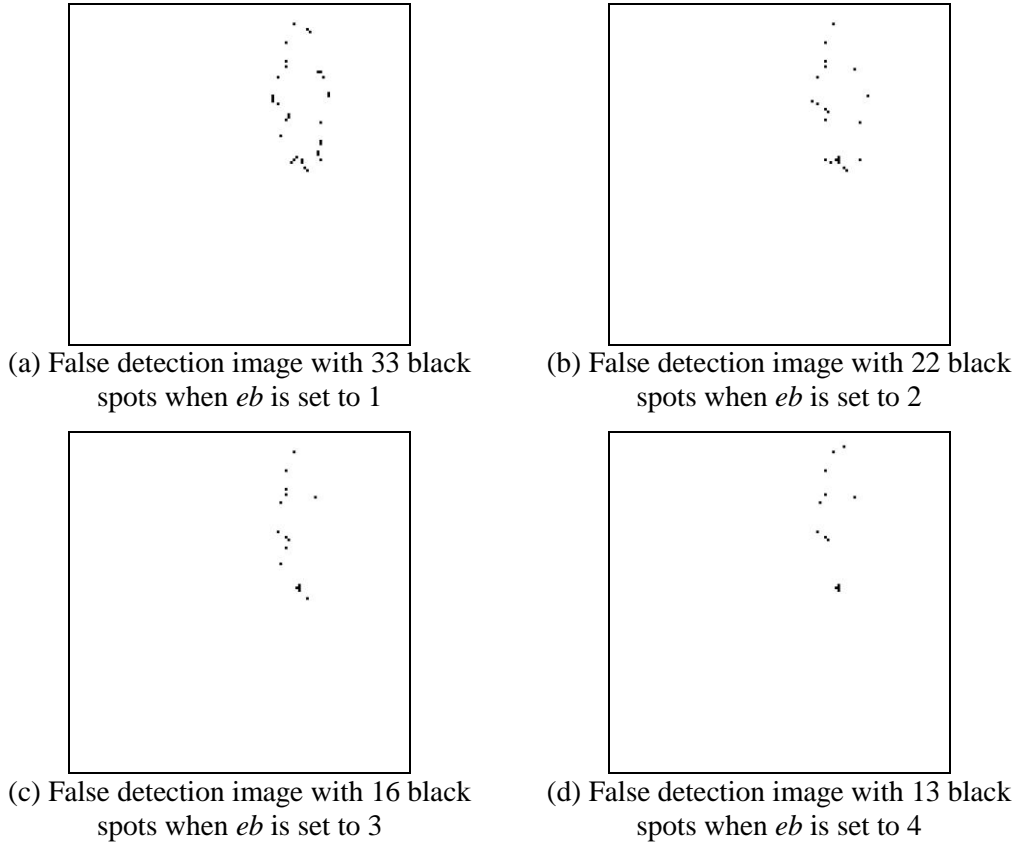 (a) False detection image with 33 black
spots when eb is set to 1
(b) False detection image with 22 black
spots when eb is set to 2
(c) False detection image with 16 black
spots when eb is set to 3
(d) False detection image with 13 black
spots when eb is set to 4